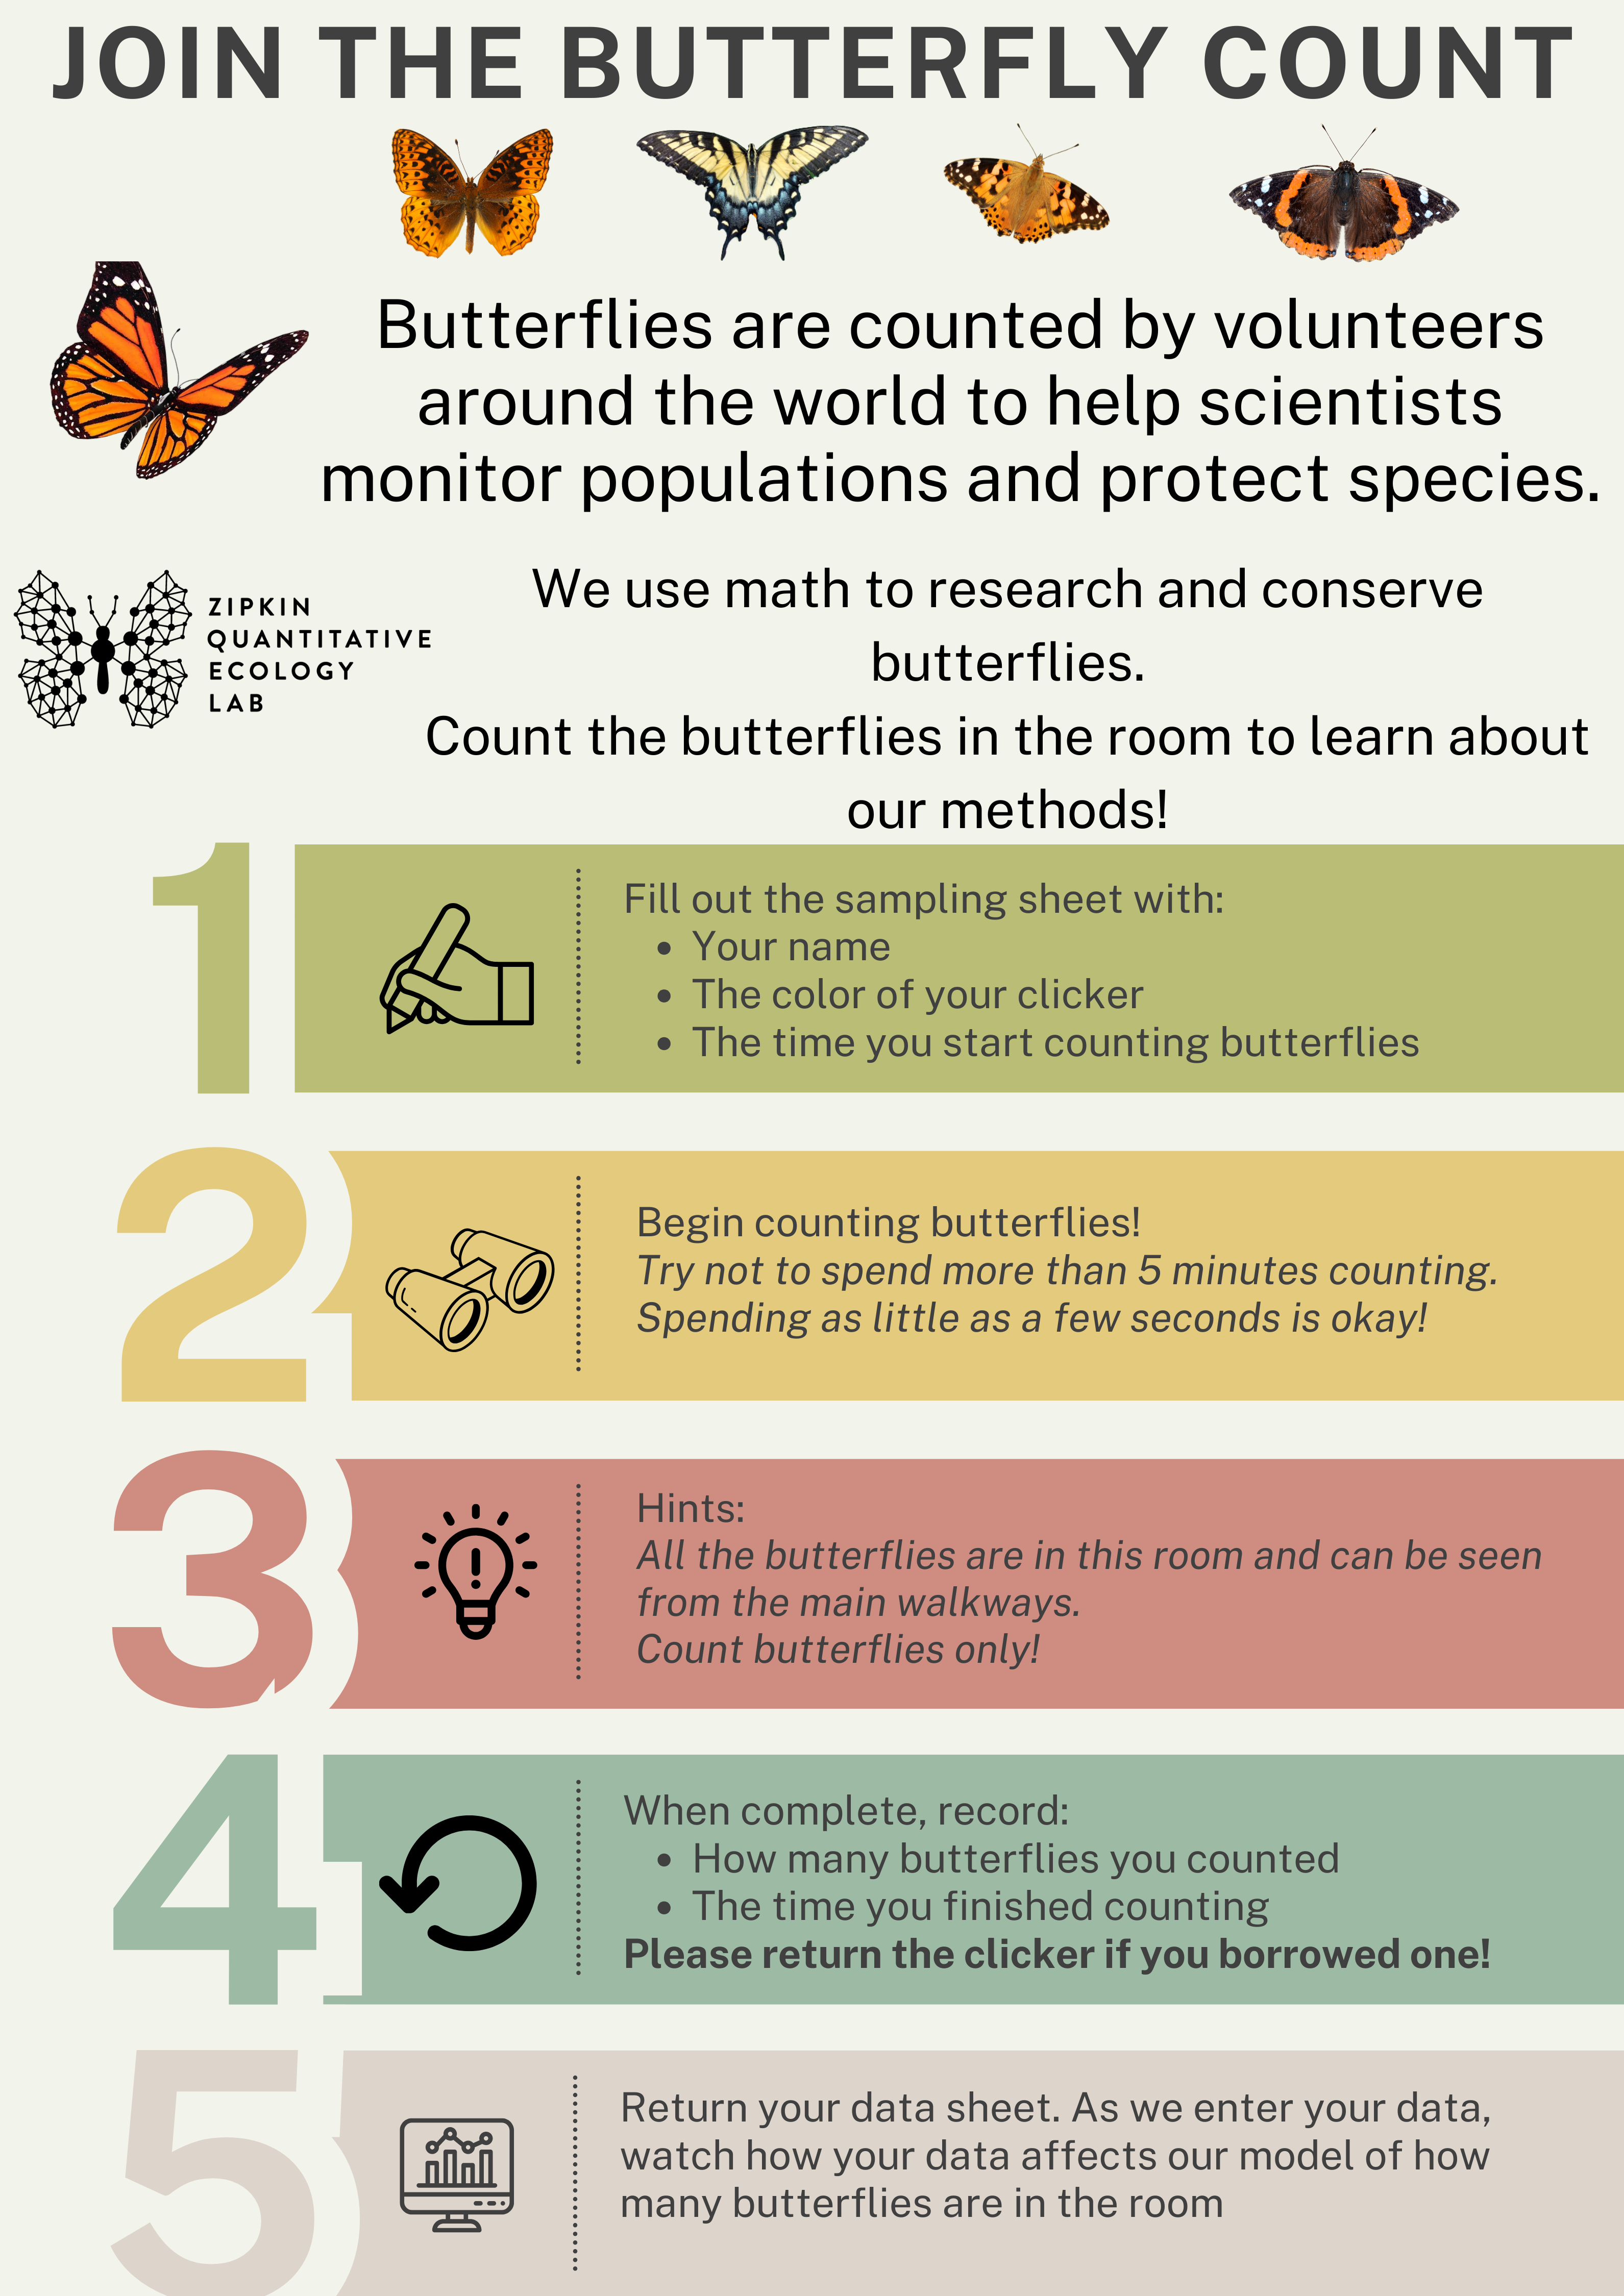 JOIN THE BUTTERFLY COUNT
Butterflies are counted by volunteers
around the world to help scientists
monitor populations and protect species.
ZIPKIN
QUANTITATIVE
ECOLOGY
LAB
We use math to research and conserve
butterflies.
Count the butterflies in the room to learn about
our methods!
1
Fill out the sampling sheet with:
• Your name
• The color of your clicker
• The time you start counting butterflies
2
Begin counting butterflies!
Try not to spend more than 5 minutes counting.
Spending as little as a few seconds is okay!
3
Hints:
All the butterflies are in this room and can be seen
from the main walkways.
Count butterflies only!
4
When complete, record:
• How many butterflies you counted
• The time you finished counting
Please return the clicker if you borrowed one!
5
Return your data sheet. As we enter your data,
watch how your data affects our model of how
many butterflies are in the room